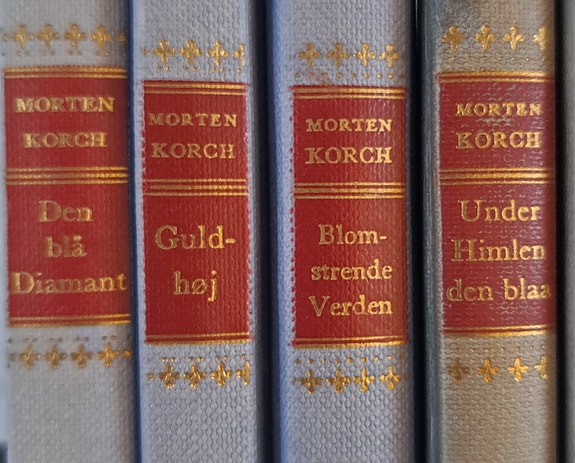 MORTEN
KORCH
Den
blå
Diamant
MORTEN
KORCH
Guld-
høj
MORTEN
KORCH
Blom-
strende
Verden
MORTEN
KORCH
Under
Himlen
den blaa